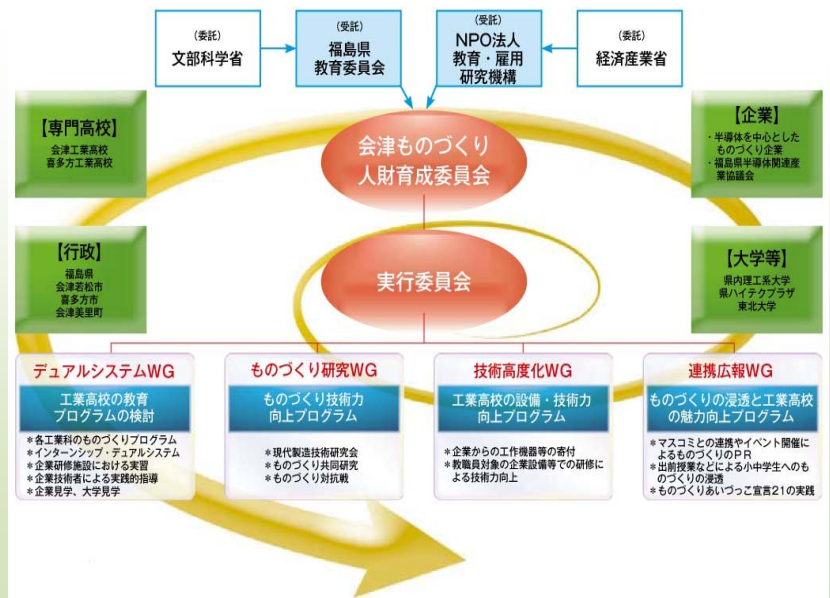 (委託)
文部科学省
(受託)
福島県
教育委員会
(受託)
NPO法人
教育・雇用
研究機構
(委託)
経済産業省
【専門高校】
会津工業高校
喜多方工業高校
会津ものづくり
人財育成委員会
【企業】
・半導体を中心とした
ものづくり企業
・福島県半導体関連産
業協議会
【行政】
福島県
会津若松市
喜多方市
会津美里町
実行委員会
【大学等】
県内理工系大学
県ハイテクプラザ
東北大学
デュアルシステムWG
工業高校の教育
プログラムの検討
＊各工業科のものづくりプログラム
＊インターンシップ・デュアルシステム
＊企業研修施設における実習
＊企業技術者による実践的指導
＊企業見学、大学見学
ものづくり研究WG
ものづくり技術力
向上プログラム
＊現代製造技術研究会
＊ものづくり共同研究
＊ものづくり対抗戦
技術高度化WG
工業高校の設備・技術力
向上プログラム
＊企業からの工作機器等の寄付
＊教職員対象の企業設備等での研修
による技術力向上
連携広報WG
ものづくりの浸透と工業高校
の魅力向上プログラム
＊マスコミとの連携やイベント開催に
よるものづくりのPR
＊出前授業などによる小中学生へのも
のづくりの浸透
＊ものづくりあいづっこ宣言21の実践